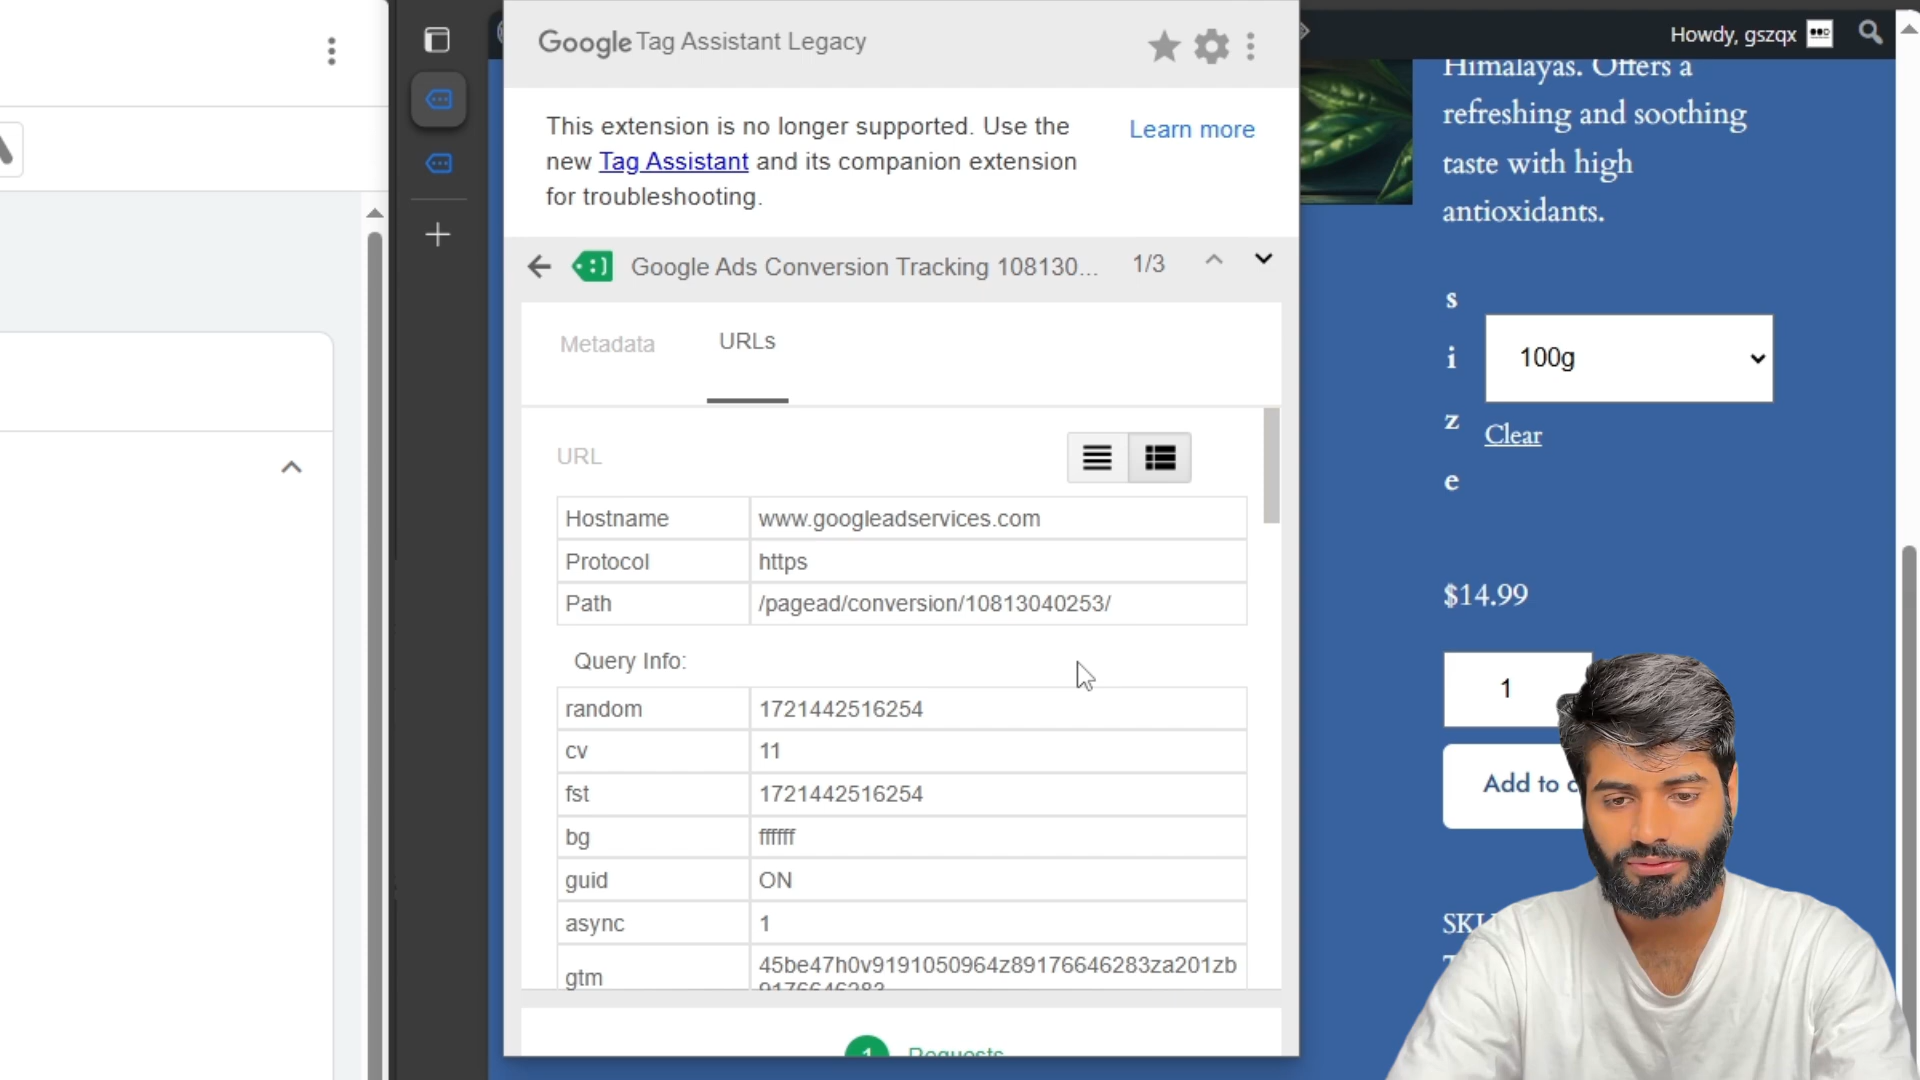 Google Tag Assistant Legacy
This extension is no longer supported. Use the
new Tag Assistant and its companion extension
for troubleshooting.
Learn more
Google Ads Conversion Tracking 108130...
1/3
Metadata
URLs
URL
Hostname www.googleadservices.com
Protocol https
Path /pagead/conversion/10813040253/
Query Info:
random 1721442516254
cv 11
fst 1721442516254
bg ffffff
guid ON
async 1
gtm 45be47h0v9191050964z89176646283za201zb
9176646283
1 Requests
Howdy, gszqx
Himalayas. Offers a
refreshing and soothing
taste with high
antioxidants.
s
i
z
e
100g
Clear
$14.99
1
Add to c
SKU